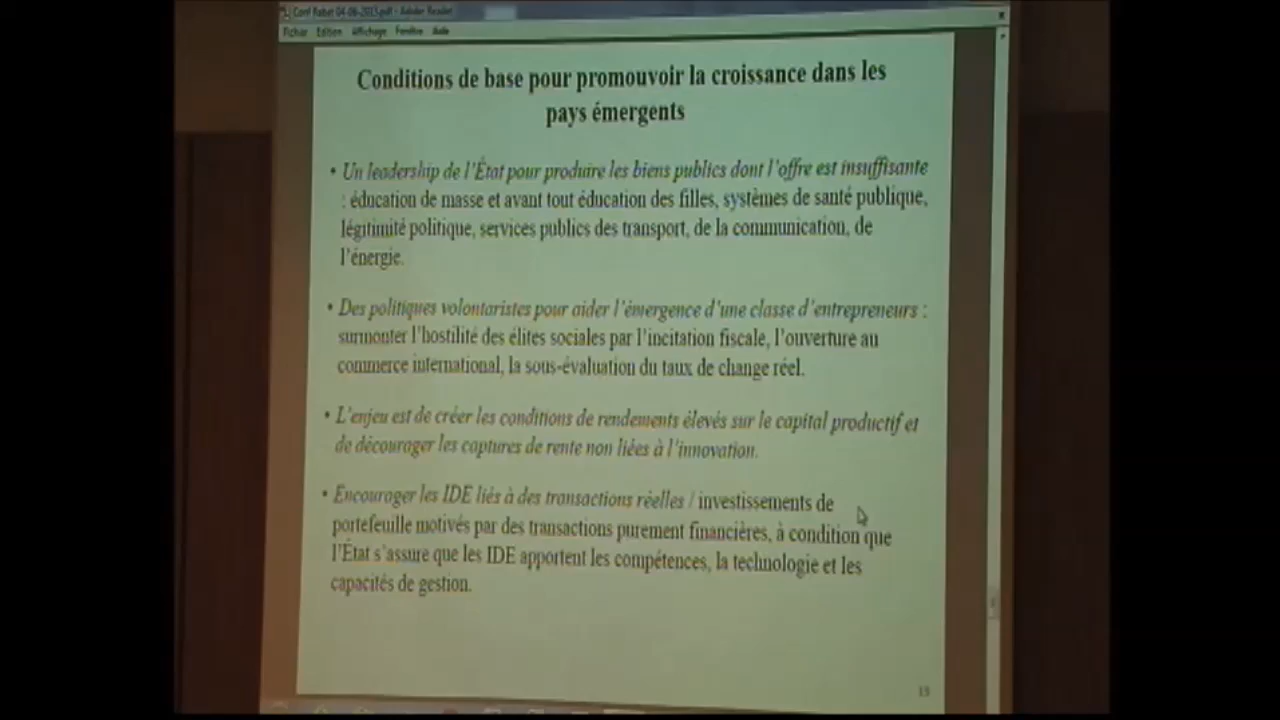 Conf Rabat 04-06-2013.pdf - Adobe Reader
Fichier Edition Affichage Fenêtre Aide
Conditions de base pour promouvoir la croissance dans les
pays émergents
• Un leadership de l'État pour produire les biens publics dont l'offre est insuffisante
: éducation de masse et avant tout éducation des filles, systèmes de santé publique,
légitimité politique, services publics des transport, de la communication, de
l'énergie.
• Des politiques volontaristes pour aider l'émergence d'une classe d'entrepreneurs :
surmonter l'hostilité des élites sociales par l'incitation fiscale, l'ouverture au
commerce international, la sous-évaluation du taux de change réel.
• L'enjeu est de créer les conditions de rendements élevés sur le capital productif et
de décourager les captures de rente non liées à l'innovation.
• Encourager les IDE liés à des transactions réelles / investissements de
portefeuille motivés par des transactions purement financières, à condition que
l'État s'assure que les IDE apportent les compétences, la technologie et les
capacités de gestion.